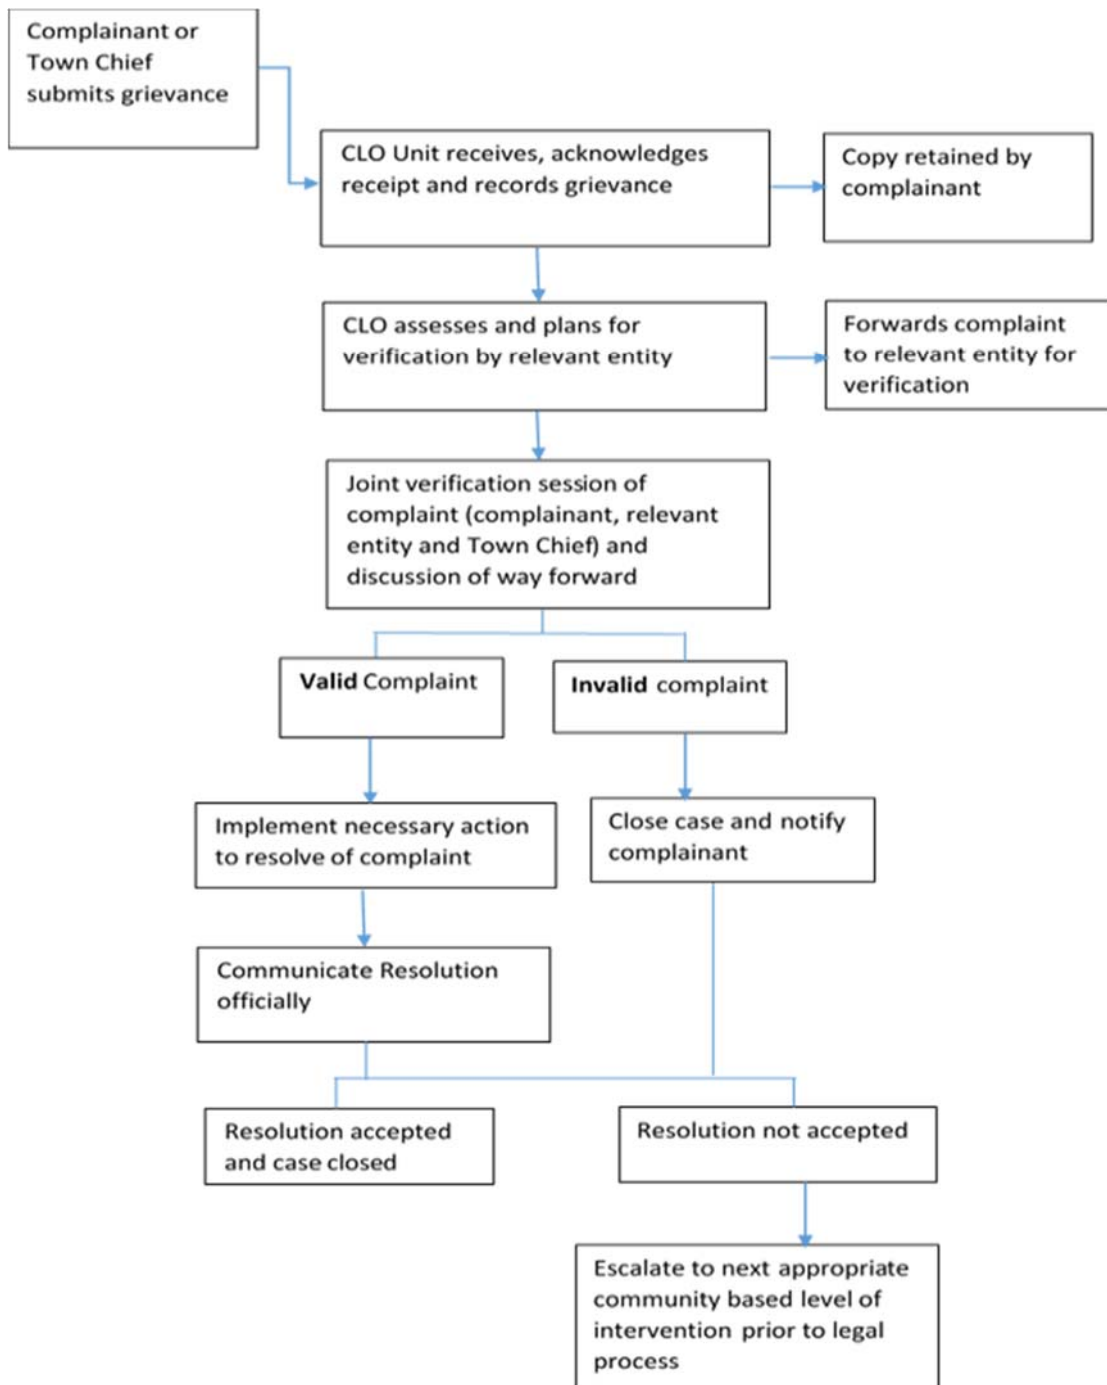 Complainant or
Town Chief
submits grievance
CLO Unit receives, acknowledges
receipt and records grievance
Copy retained by
complainant
CLO assesses and plans for
verification by relevant entity
Forwards complaint
to relevant entity for
verification
Joint verification session of
complaint (complainant, relevant
entity and Town Chief) and
discussion of way forward
Valid Complaint
Invalid complaint
Implement necessary action
to resolve of complaint
Close case and notify
complainant
Communicate Resolution
officially
Resolution accepted
and case closed
Resolution not accepted
Escalate to next appropriate
community based level of
intervention prior to legal
process